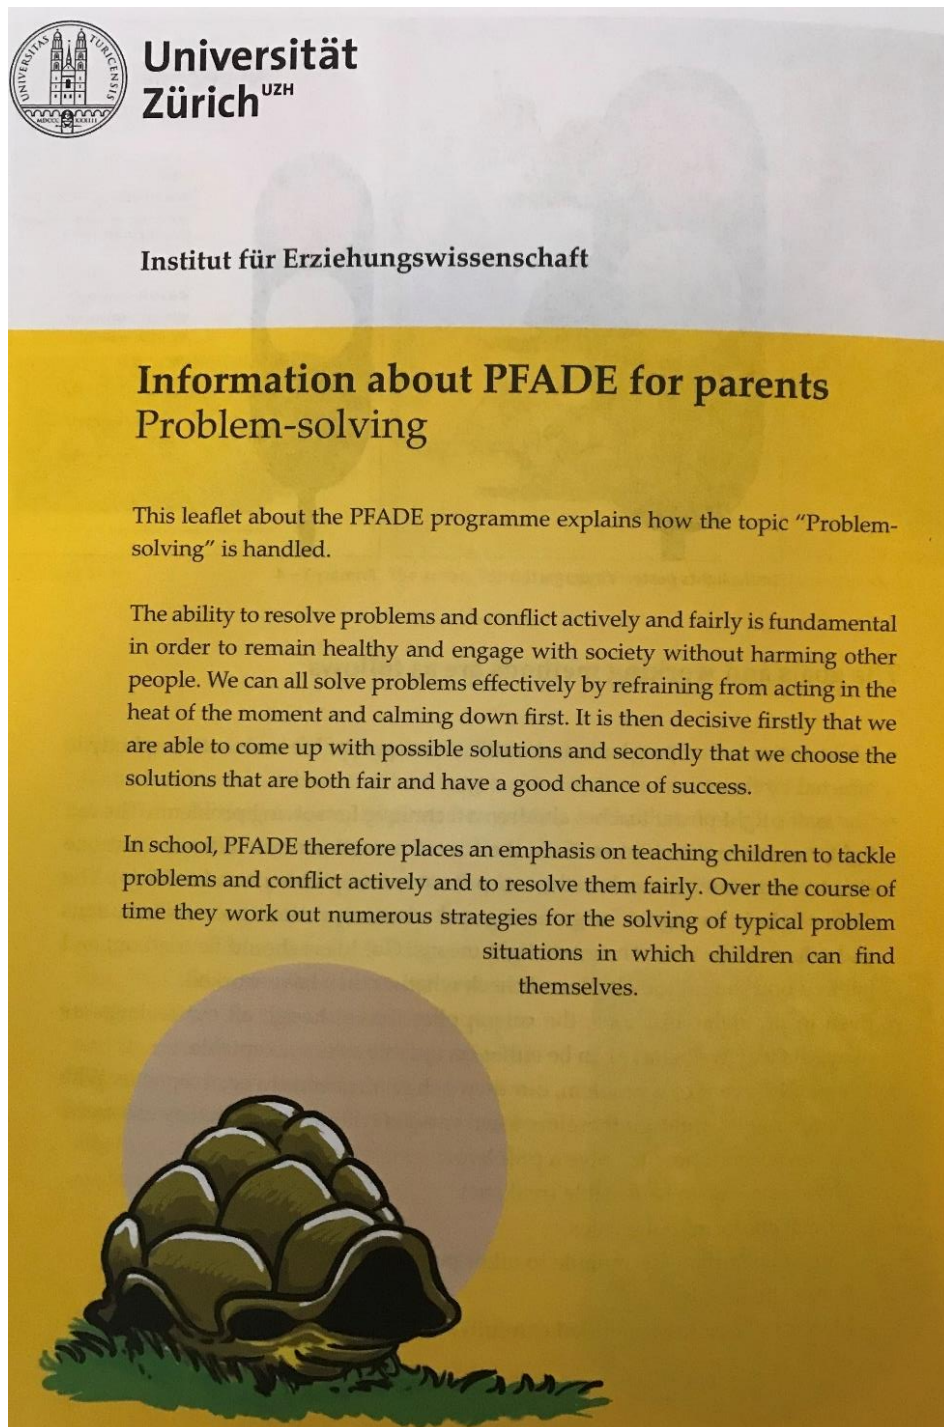 UNIVERSITAS TURICENSIS
MDCCC XXXIII
Universität
Zürich UZH
Institut für Erziehungswissenschaft
Information about PFADE for parents
Problem-solving
This leaflet about the PFADE programme explains how the topic “Problem-
solving” is handled.
The ability to resolve problems and conflict actively and fairly is fundamental
in order to remain healthy and engage with society without harming other
people. We can all solve problems effectively by refraining from acting in the
heat of the moment and calming down first. It is then decisive firstly that we
are able to come up with possible solutions and secondly that we choose the
solutions that are both fair and have a good chance of success.
In school, PFADE therefore places an emphasis on teaching children to tackle
problems and conflict actively and to resolve them fairly. Over the course of
time they work out numerous strategies for the solving of typical problem
situations in which children can find
themselves.